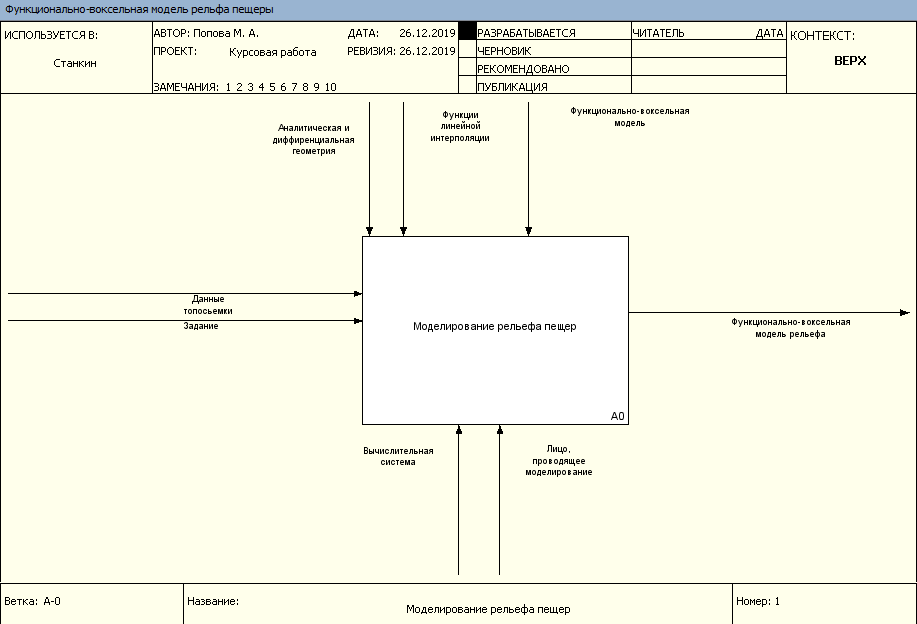 Функционально-воксельная модель рельфа пещеры
ИСПОЛЬЗУЕТСЯ В:
Станкин
АВТОР: Попова М. А.
ДАТА: 26.12.2019
ПРОЕКТ: Курсовая работа
РЕВИЗИЯ: 26.12.2019
ЗАМЕЧАНИЯ: 1 2 3 4 5 6 7 8 9 10
РАЗРАБАТЫВАЕТСЯ
ЧЕРНОВИК
РЕКОМЕНДОВАНО
ПУБЛИКАЦИЯ
ЧИТАТЕЛЬ ДАТА
КОНТЕКСТ:
ВЕРХ
Аналитическая и
диффиренциальная
геометрия
Функции
линейной
интерполяции
Функционально-воксельная
модель
Данные
топосьемки
Задание
Моделирование рельефа пещер
A0
Функционально-воксельная
модель рельефа
Вычислительная
система
Лицо,
проводящее
моделирование
Ветка: A-0
Название:
Моделирование рельефа пещер
Номер: 1